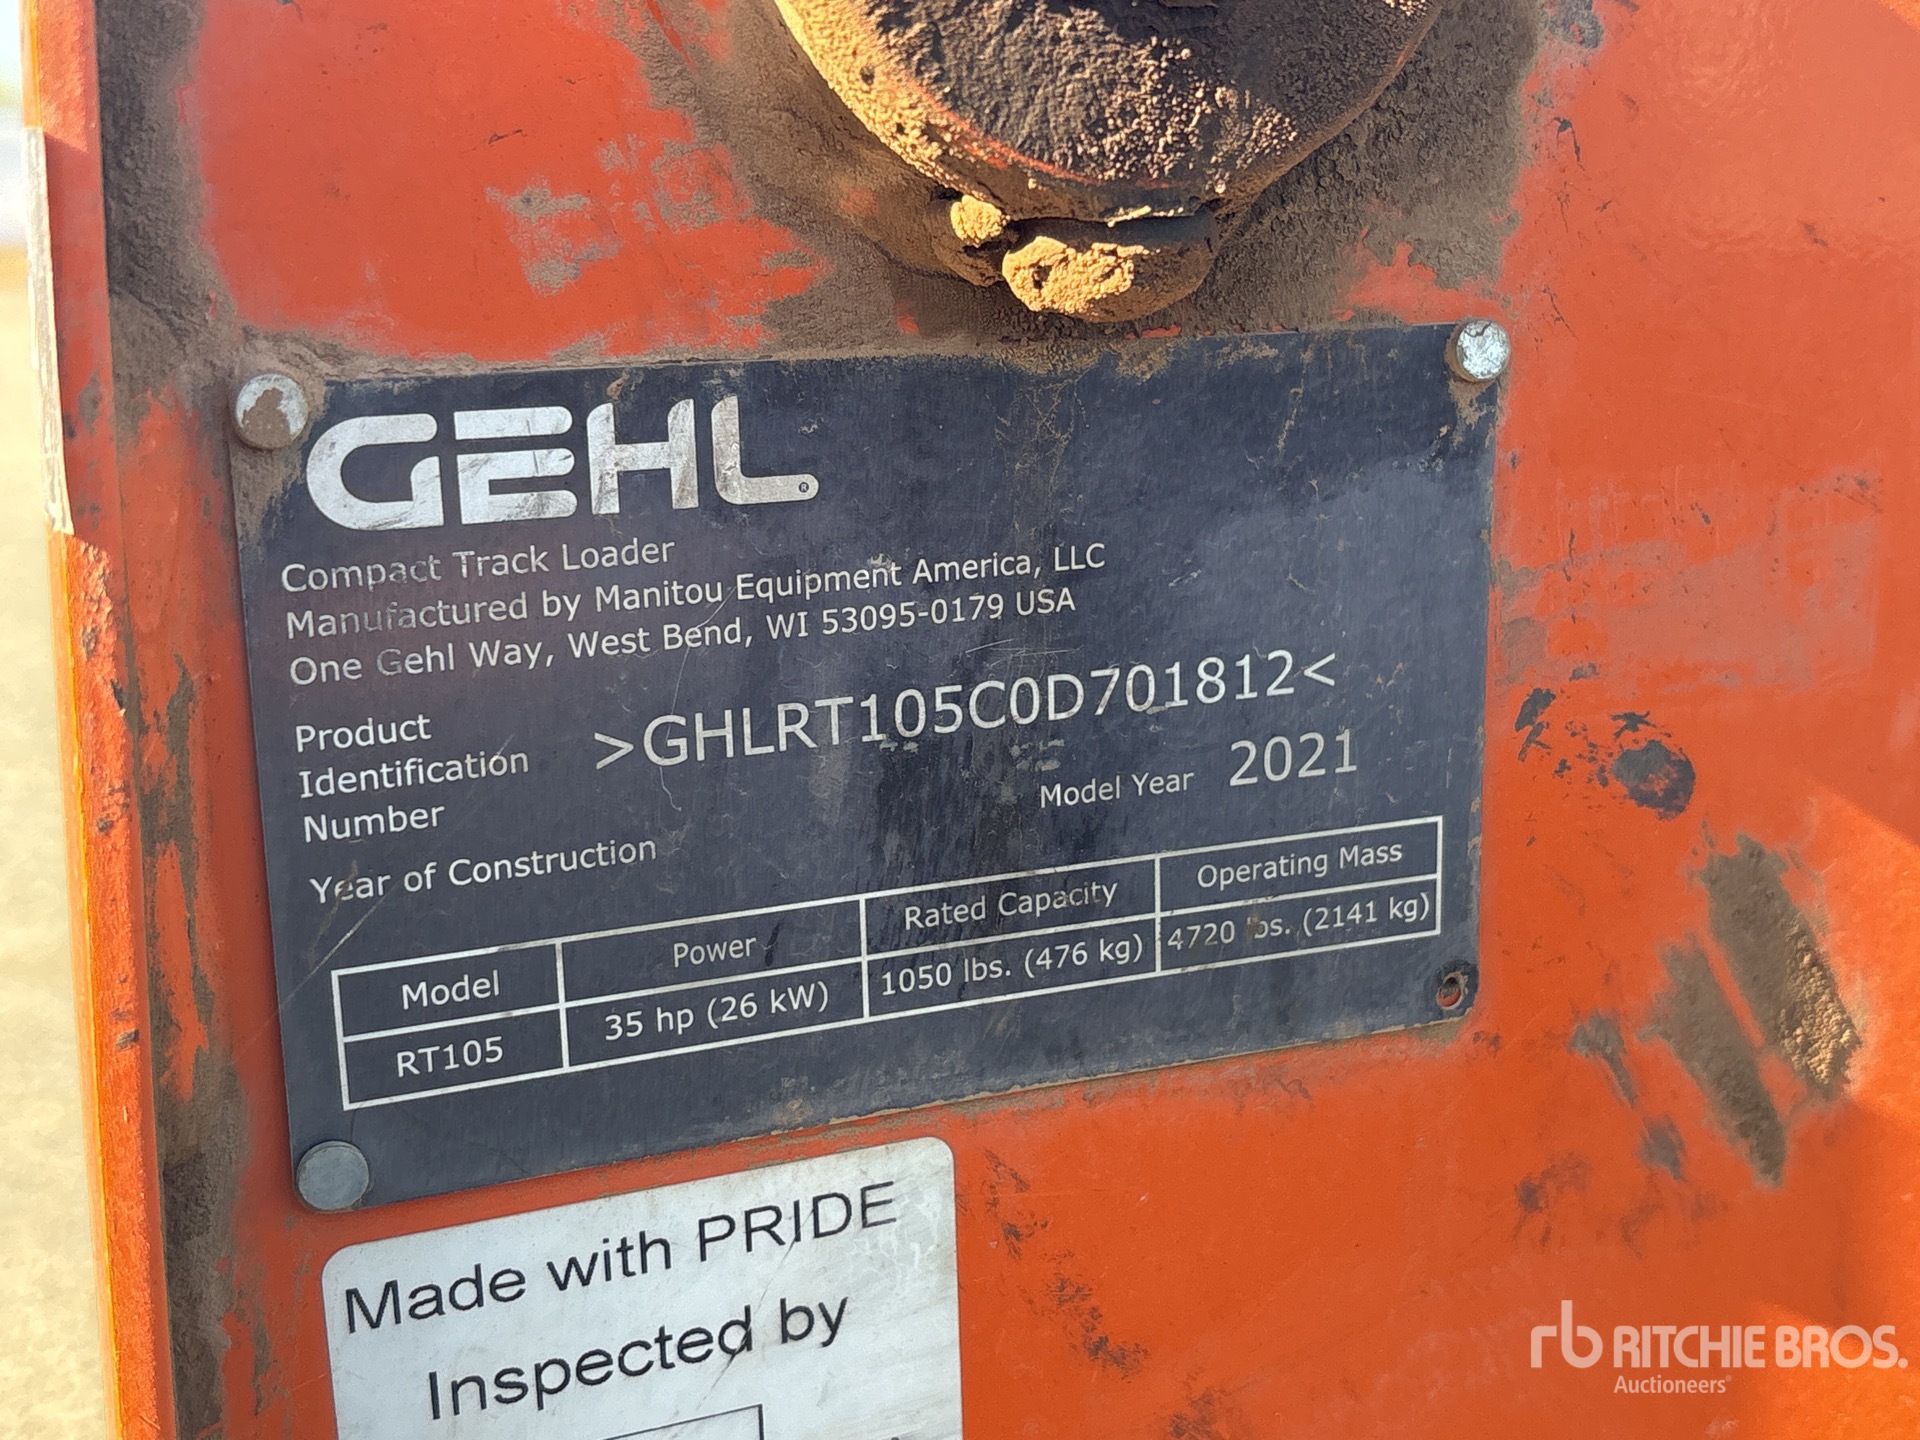 GEHL®
Compact Track Loader
Manufactured by Manitou Equipment America, LLC
One Gehl Way, West Bend, WI 53095-0179 USA
Product
Identification
Number
>GHLRT105C0D701812<
Model Year 2021
Year of Construction
Model Power Rated Capacity Operating Mass
RT105 35 hp (26 kW) 1050 lbs. (476 kg) 4720 lbs. (2141 kg)
Made with PRIDE
Inspected by
rb RITCHIE BROS.
Auctioneers